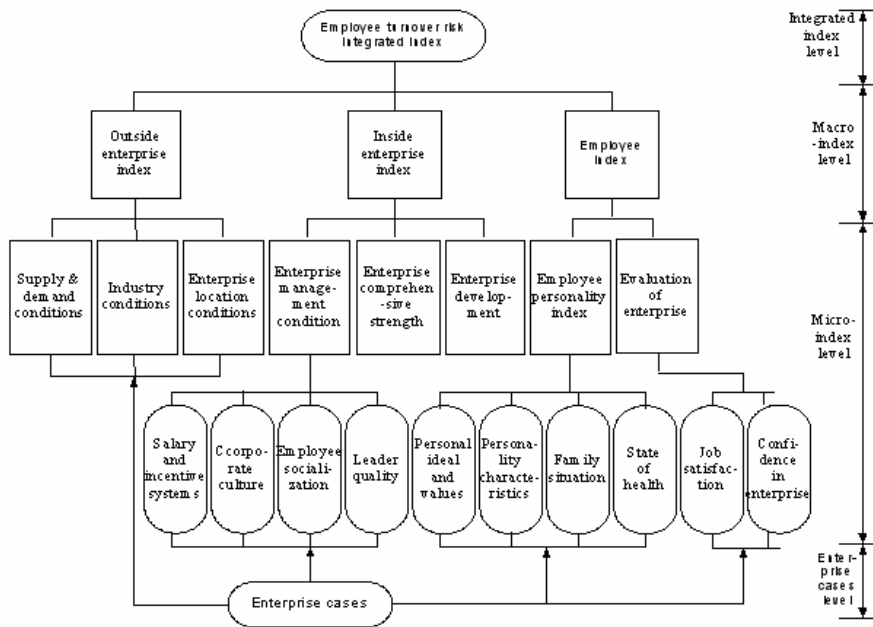 Employee turnover risk
Integrated Index
Integrated
index
level
Outside
enterprise
index
Inside
enterprise
index
Employee
Index
Macro
-index
level
Supply &
demand
conditions
Industry
conditions
Enterprise
location
conditions
Enterprise
manage-
ment
condition
Enterprise
comprehen
-sive
strength
Enterprise
develop-
ment
Employee
personality
index
Evaluation
of
enterprise
Micro-
index
level
Salary
and
incentive
systems
Ccorpo-
rate
culture
Employee
sociali-
zation
Leader
quality
Personal
ideal
and
values
Persona-
lity
characte-
ristics
Family
situation
State
of
health
Job
satisfac-
tion
Confi-
dence in
enterprise
Enterprise cases
Enter-
prise
cases
level